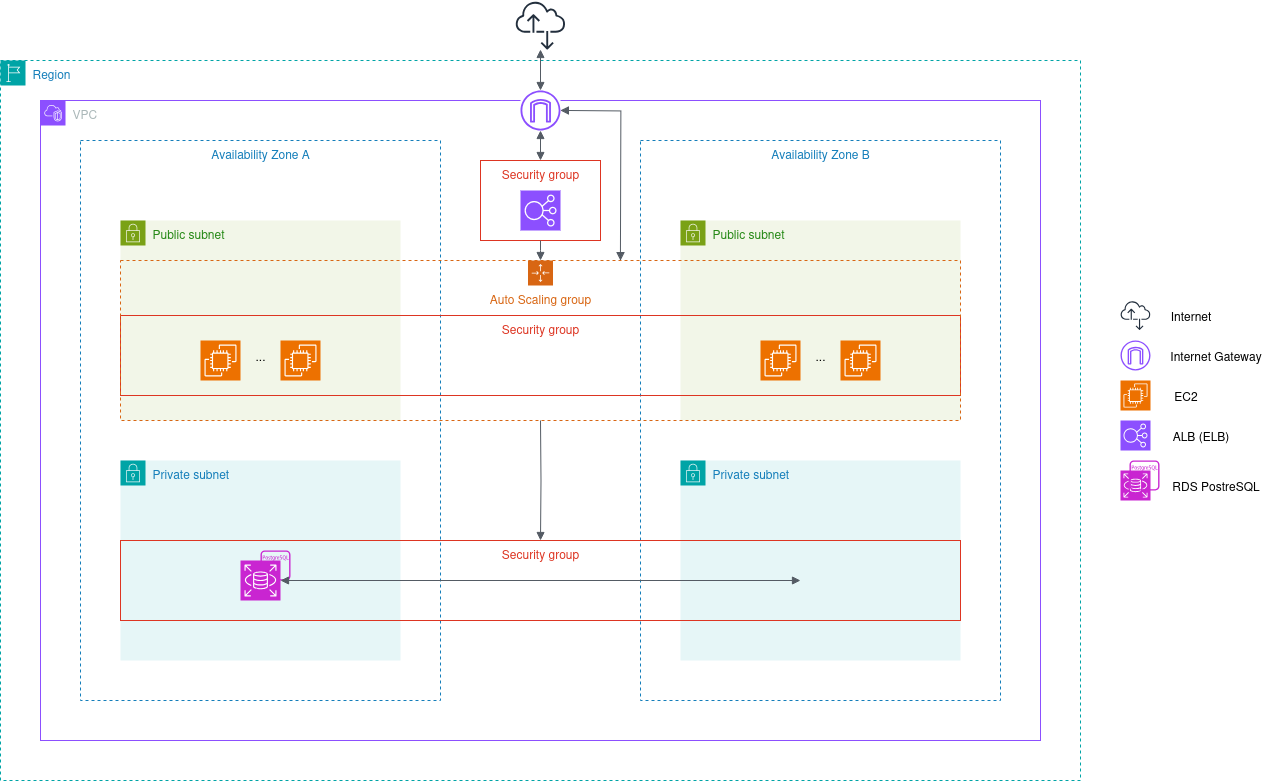 Region
VPC
Availability Zone A
Availability Zone B
Security group
Public subnet
Public subnet
Auto Scaling group
Security group
...
...
Private subnet
Private subnet
Security group
PostgreSQL
Internet
Internet Gateway
EC2
ALB (ELB)
PostgreSQL
RDS PostreSQL